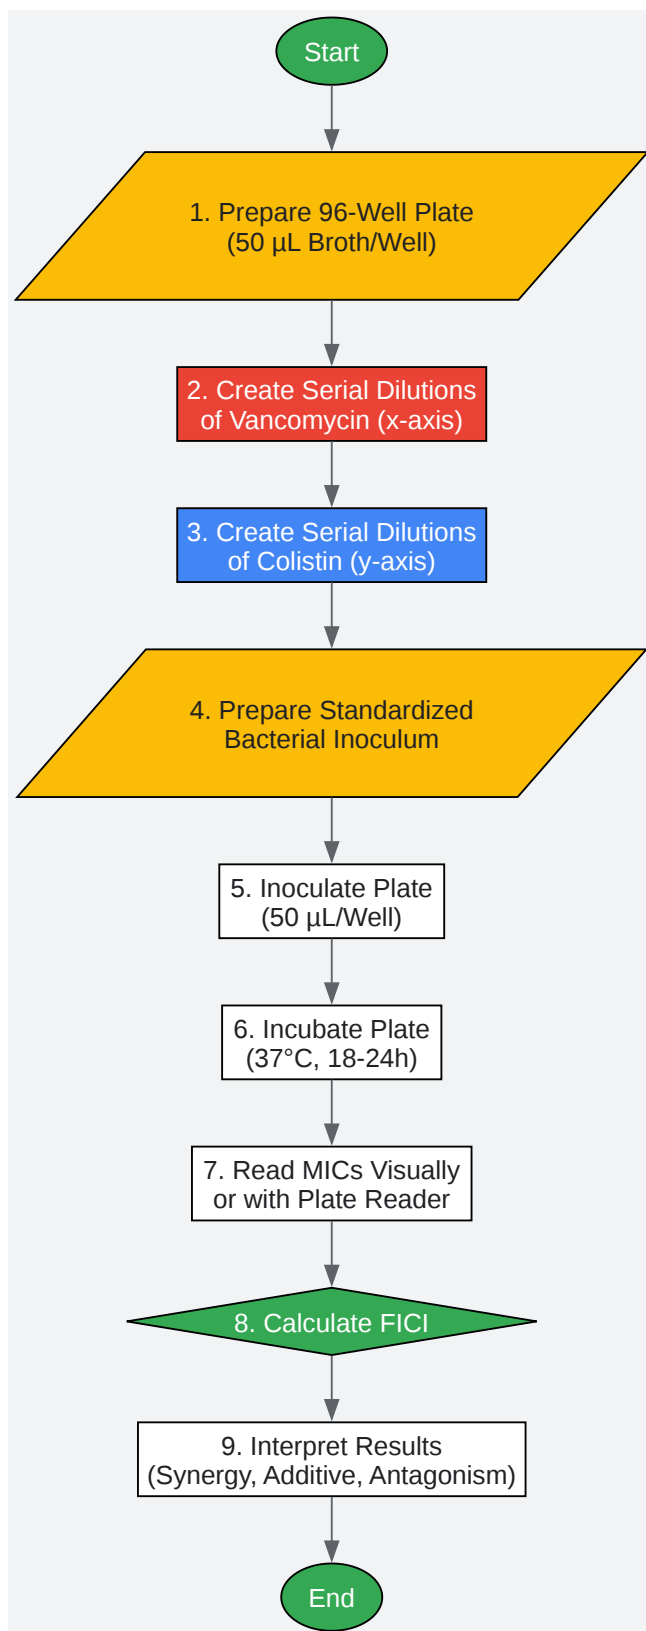 Start
1. Prepare 96-Well Plate
(50 µL Broth/Well)
2. Create Serial Dilutions
of Vancomycin (x-axis)
3. Create Serial Dilutions
of Colistin (y-axis)
4. Prepare Standardized
Bacterial Inoculum
5. Inoculate Plate
(50 µL/Well)
6. Incubate Plate
(37°C, 18-24h)
7. Read MICs Visually
or with Plate Reader
8. Calculate FICI
9. Interpret Results
(Synergy, Additive, Antagonism)
End